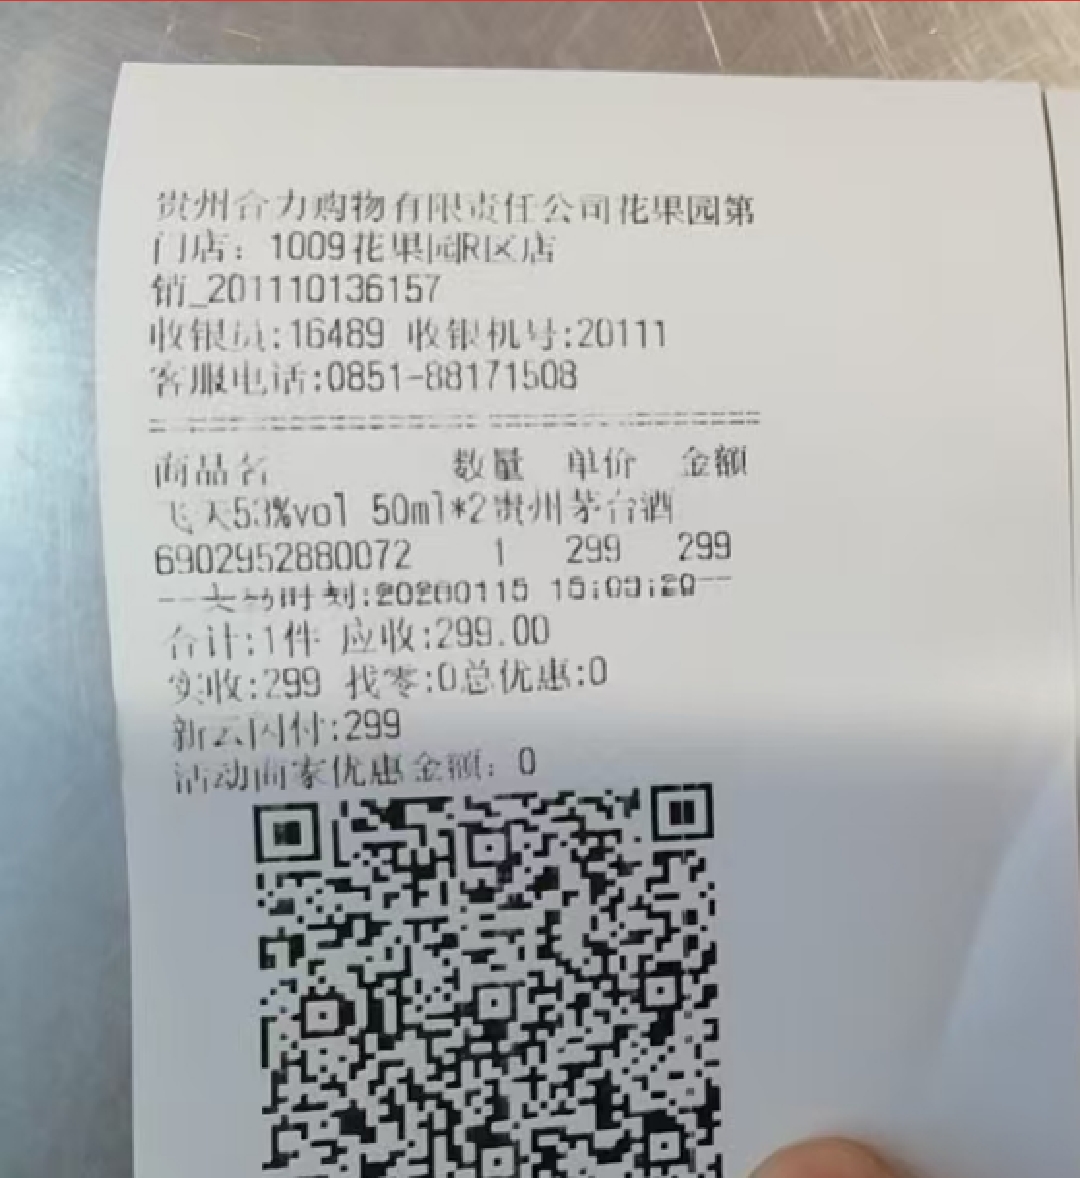 贵州合力购物有限责任公司花果园第
门店：1009花果园R区店
销_201110136157
收银员:16489 收银机号:20111
客服电话:0851-88171508
商品名 数量 单价 金额
飞天53%vol 50ml*2贵州茅台酒
6902952880072 1 299 299
--交易时刻:20200115
合计:1件 应收:299.00
实收:299 找零:0总优惠:0
新云闪付:299
活动商家优惠金额：0